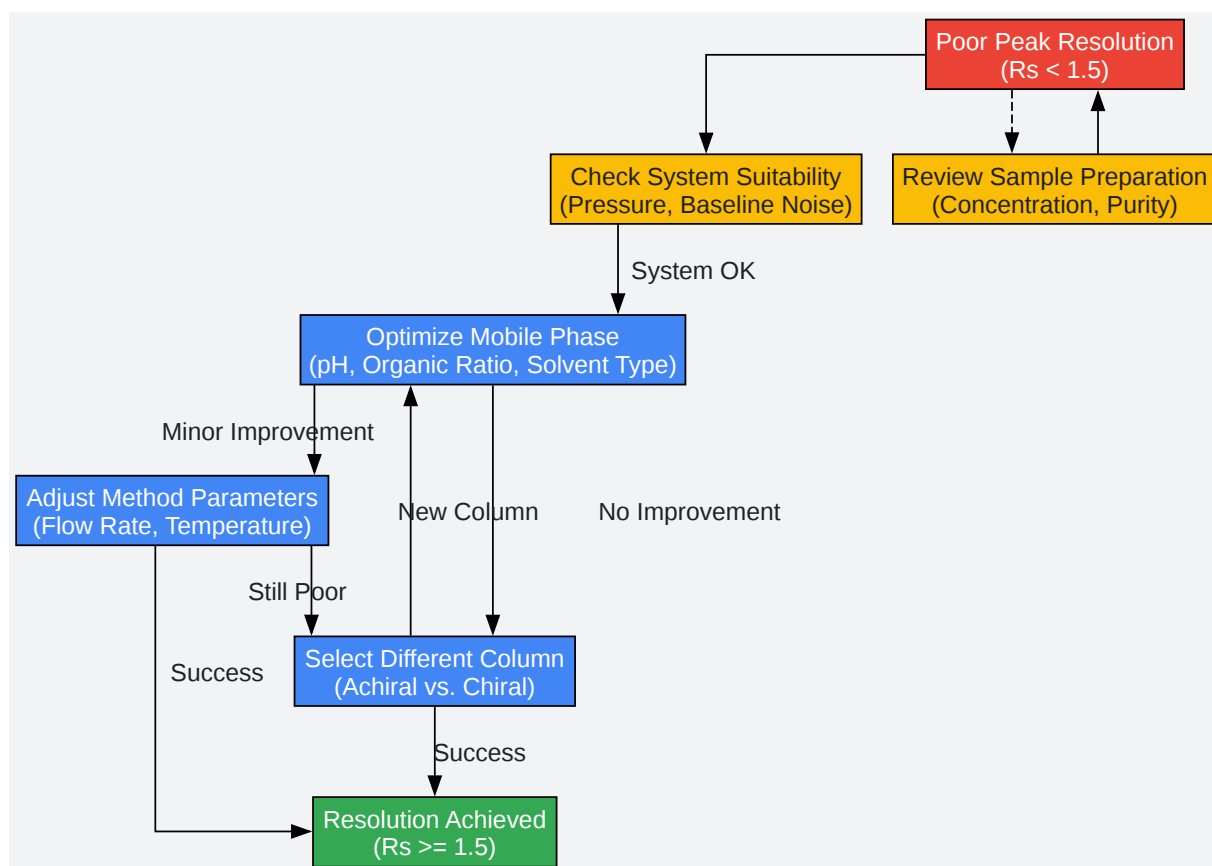 Poor Peak Resolution
(Rs < 1.5)
Check System Suitability
(Pressure, Baseline Noise)
Review Sample Preparation
(Concentration, Purity)
System OK
Optimize Mobile Phase
(pH, Organic Ratio, Solvent Type)
Minor Improvement
Adjust Method Parameters
(Flow Rate, Temperature)
New Column
No Improvement
Still Poor
Select Different Column
(Achiral vs. Chiral)
Success
Success
Resolution Achieved
(Rs >= 1.5)